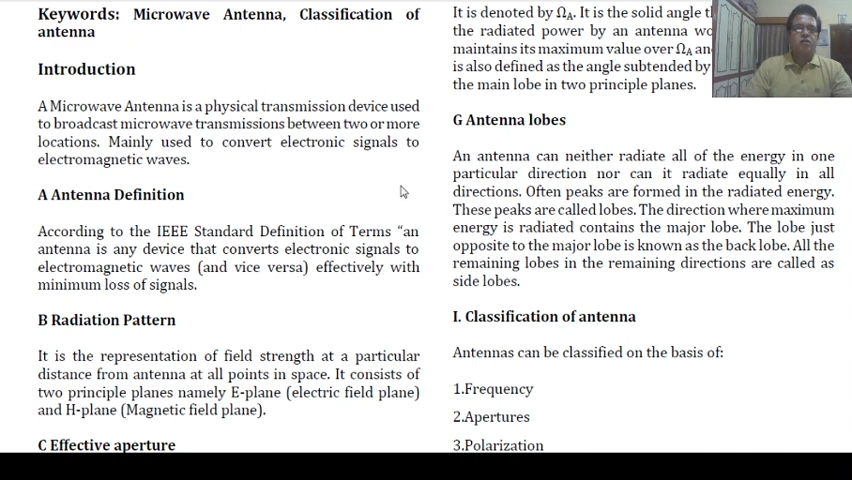 Keywords: Microwave Antenna, Classification of
antenna
Introduction
A Microwave Antenna is a physical transmission device used
to broadcast microwave transmissions between two or more
locations. Mainly used to convert electronic signals to
electromagnetic waves.
A Antenna Definition
According to the IEEE Standard Definition of Terms “an
antenna is any device that converts electronic signals to
electromagnetic waves (and vice versa) effectively with
minimum loss of signals.
B Radiation Pattern
It is the representation of field strength at a particular
distance from antenna at all points in space. It consists of
two principle planes namely E-plane (electric field plane)
and H-plane (Magnetic field plane).
C Effective aperture
It is denoted by ΩA. It is the solid angle
the radiated power by an antenna
maintains its maximum value over ΩA
is also defined as the angle subtended by
the main lobe in two principle planes.
G Antenna lobes
An antenna can neither radiate all of the energy in one
particular direction nor can it radiate equally in all
directions. Often peaks are formed in the radiated energy.
These peaks are called lobes. The direction where maximum
energy is radiated contains the major lobe. The lobe just
opposite to the major lobe is known as the back lobe. All the
remaining lobes in the remaining directions are called as
side lobes.
I. Classification of antenna
Antennas can be classified on the basis of:
1.Frequency
2.Apertures
3.Polarization